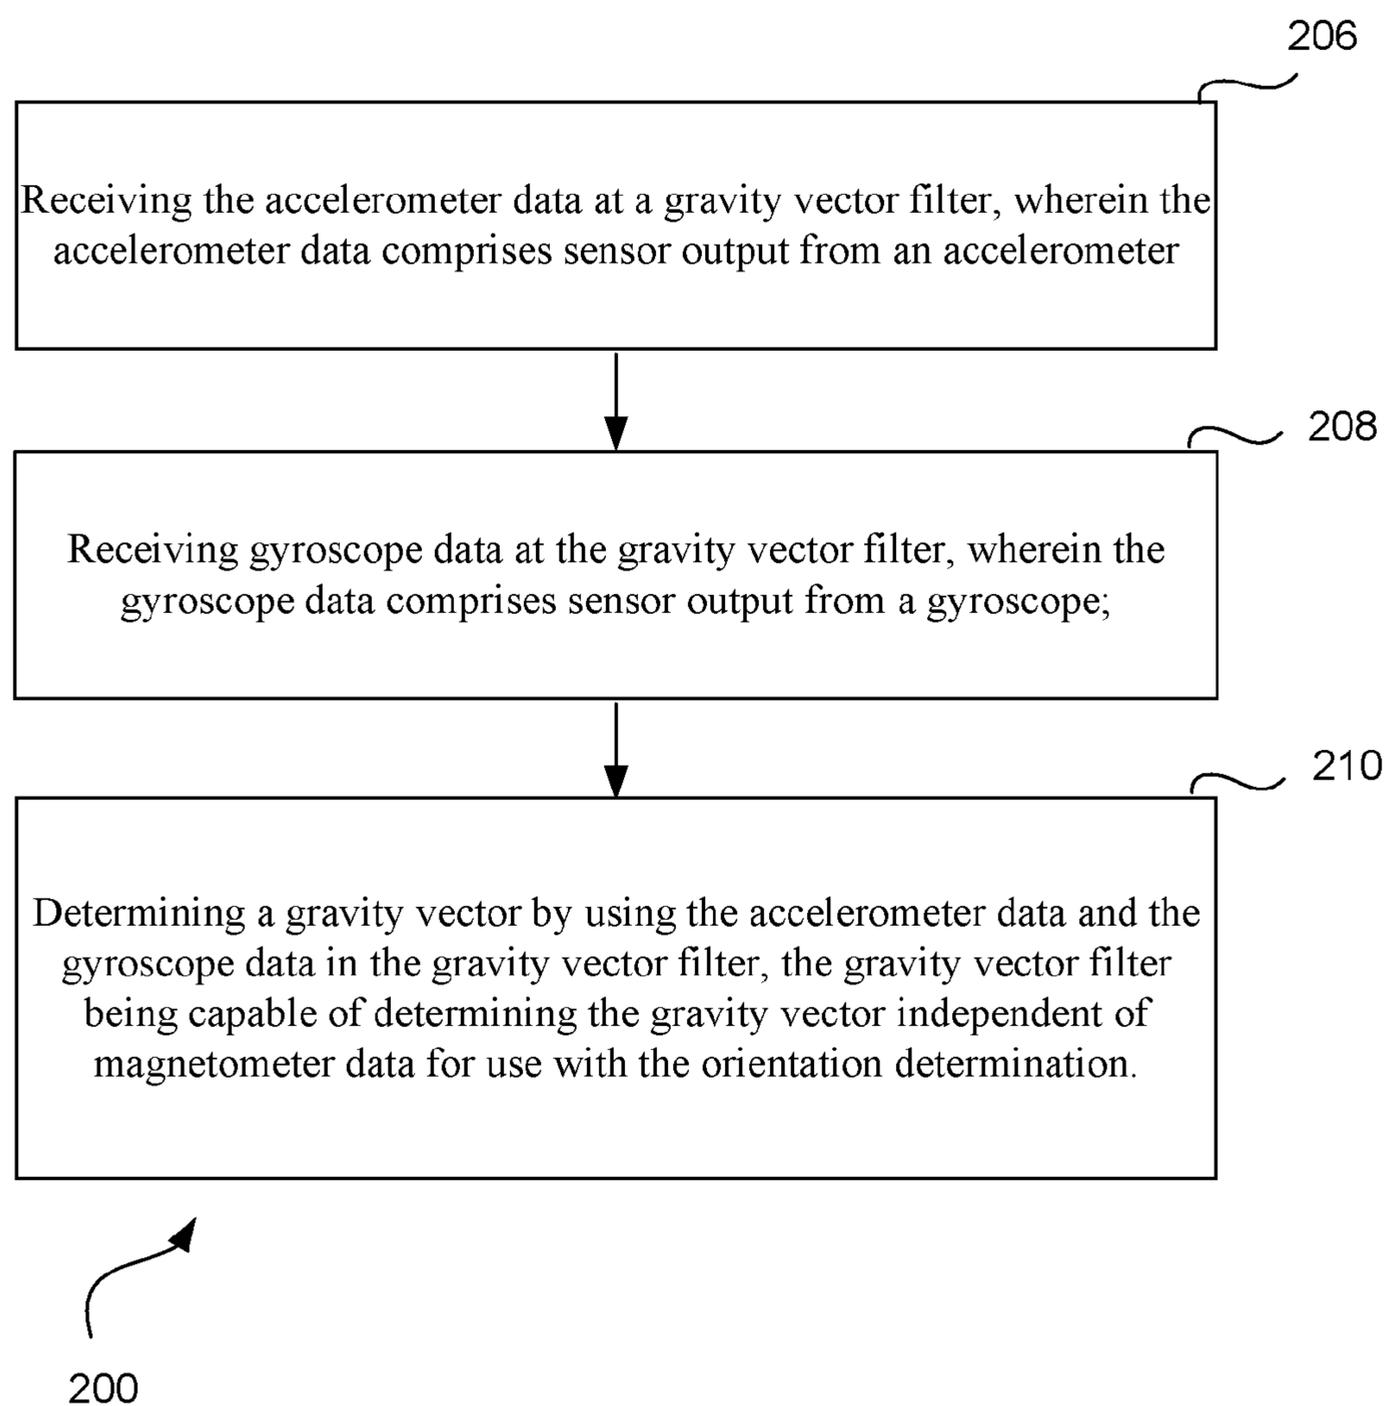 206
Receiving the accelerometer data at a gravity vector filter, wherein the
accelerometer data comprises sensor output from an accelerometer
208
Receiving gyroscope data at the gravity vector filter, wherein the
gyroscope data comprises sensor output from a gyroscope;
210
Determining a gravity vector by using the accelerometer data and the
gyroscope data in the gravity vector filter, the gravity vector filter
being capable of determining the gravity vector independent of
magnetometer data for use with the orientation determination.
200